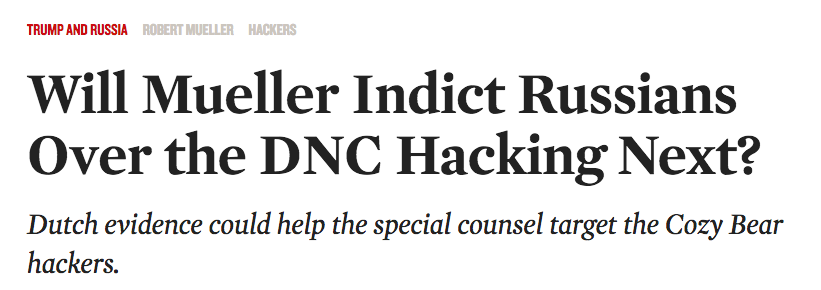 TRUMP AND RUSSIA ROBERT MUELLER HACKERS
Will Mueller Indict Russians
Over the DNC Hacking Next?
Dutch evidence could help the special counsel target the Cozy Bear
hackers.